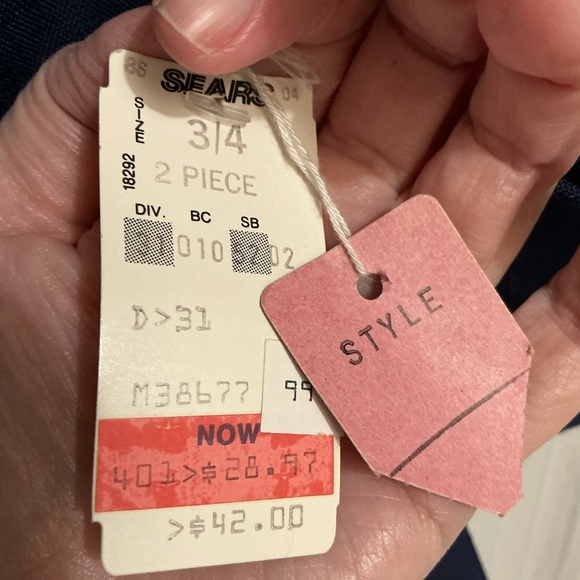 8S SEARS 04
SIZE
3/4
18292
2 PIECE
DIV. BC SB
010 02
D>31
M38677
99
NOW
401>$28.97
>$42.00
STYLE